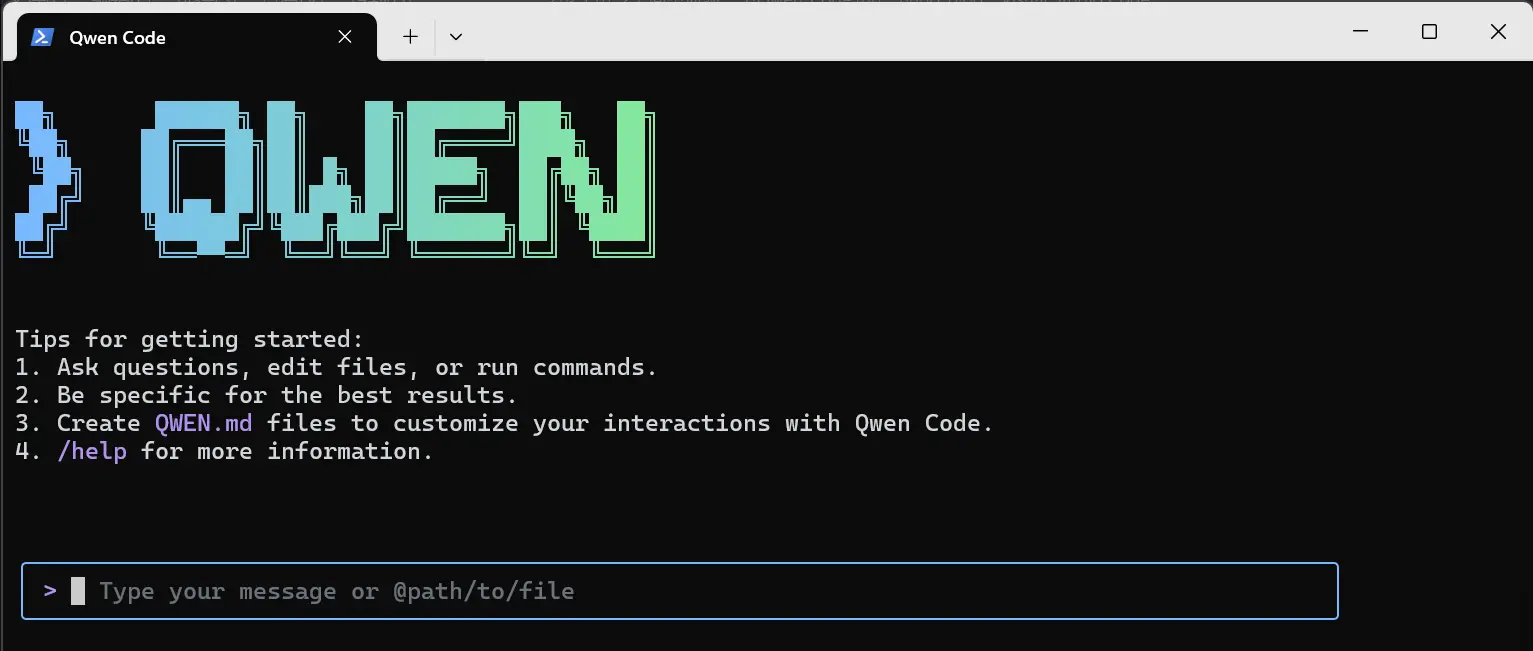 Qwen Code
QWEN
Tips for getting started:
1. Ask questions, edit files, or run commands.
2. Be specific for the best results.
3. Create QWEN.md files to customize your interactions with Qwen Code.
4. /help for more information.
> Type your message or @path/to/file